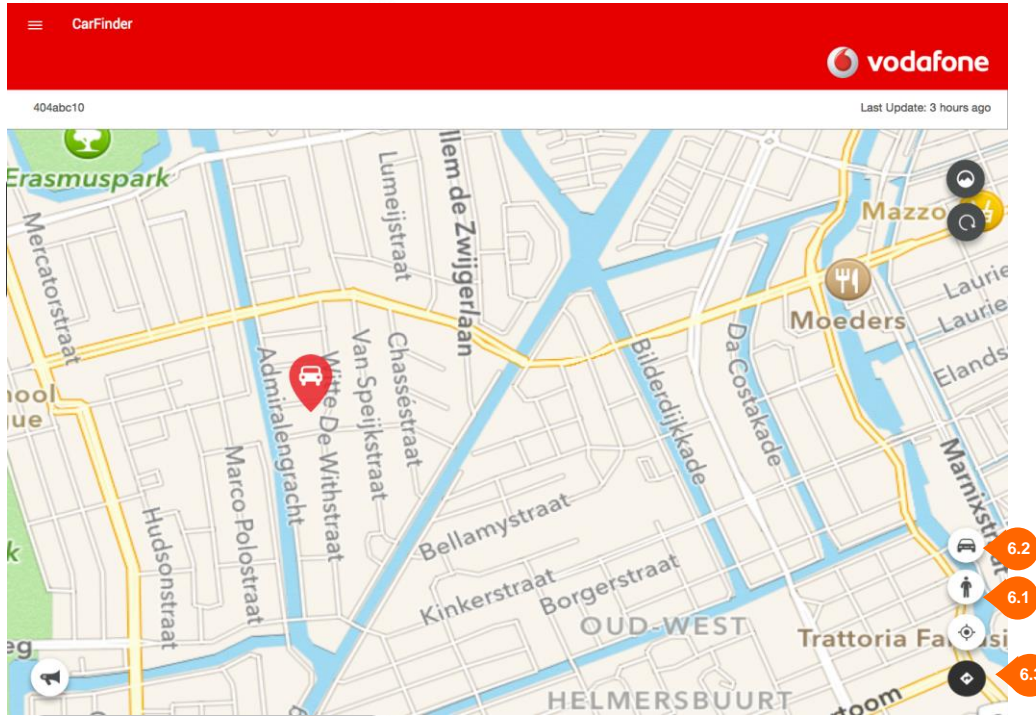 CarFinder
vodafone
404abc10
Last Update: 3 hours ago
Erasmuspark
Mercatorstraat
Lumeijstraat
llem de Zwijgerlaan
Mazzo
Moeders
Laurie
Laurie
Elands
hool
ue
Admiralengracht
Witte De Withstraat
Van-Speijkstraat
Chasséstraat
Bilderdijkkade
Da Costakade
Marnixstraat
Marco-Polostraat
Hudsonstraat
Bellamystraat
Kinkerstraat
Borgerstraat
OUD-WEST
Trattoria Fa
si
HELMERSBUURT
toom
k
eg
6.2
6.1
6.3